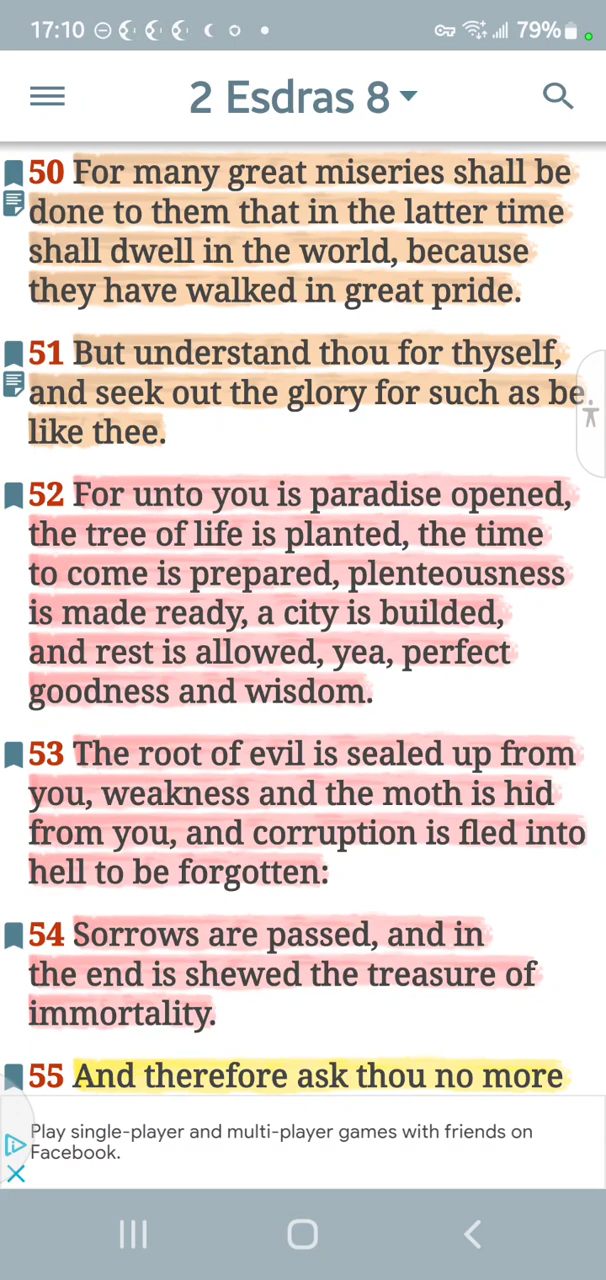 17:10
79%
2 Esdras 8
50 For many great miseries shall be
done to them that in the latter time
shall dwell in the world, because
they have walked in great pride.
51 But understand thou for thyself,
and seek out the glory for such as be
like thee.
52 For unto you is paradise opened,
the tree of life is planted, the time
to come is prepared, plenteousness
is made ready, a city is builded,
and rest is allowed, yea, perfect
goodness and wisdom.
53 The root of evil is sealed up from
you, weakness and the moth is hid
from you, and corruption is fled into
hell to be forgotten:
54 Sorrows are passed, and in
the end is shewed the treasure of
immortality.
55 And therefore ask thou no more
Play single-player and multi-player games with friends on
Facebook.